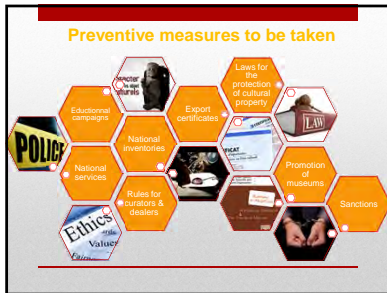 Preventive measures to be taken
Laws for
the
protection
of cultural
property
Educational
campaigns
Export
certificates
National
inventories
POLICE
LAW
National
services
Promotion
of
museums
Rules for
curators &
dealers
Sanctions
Ethics
Values